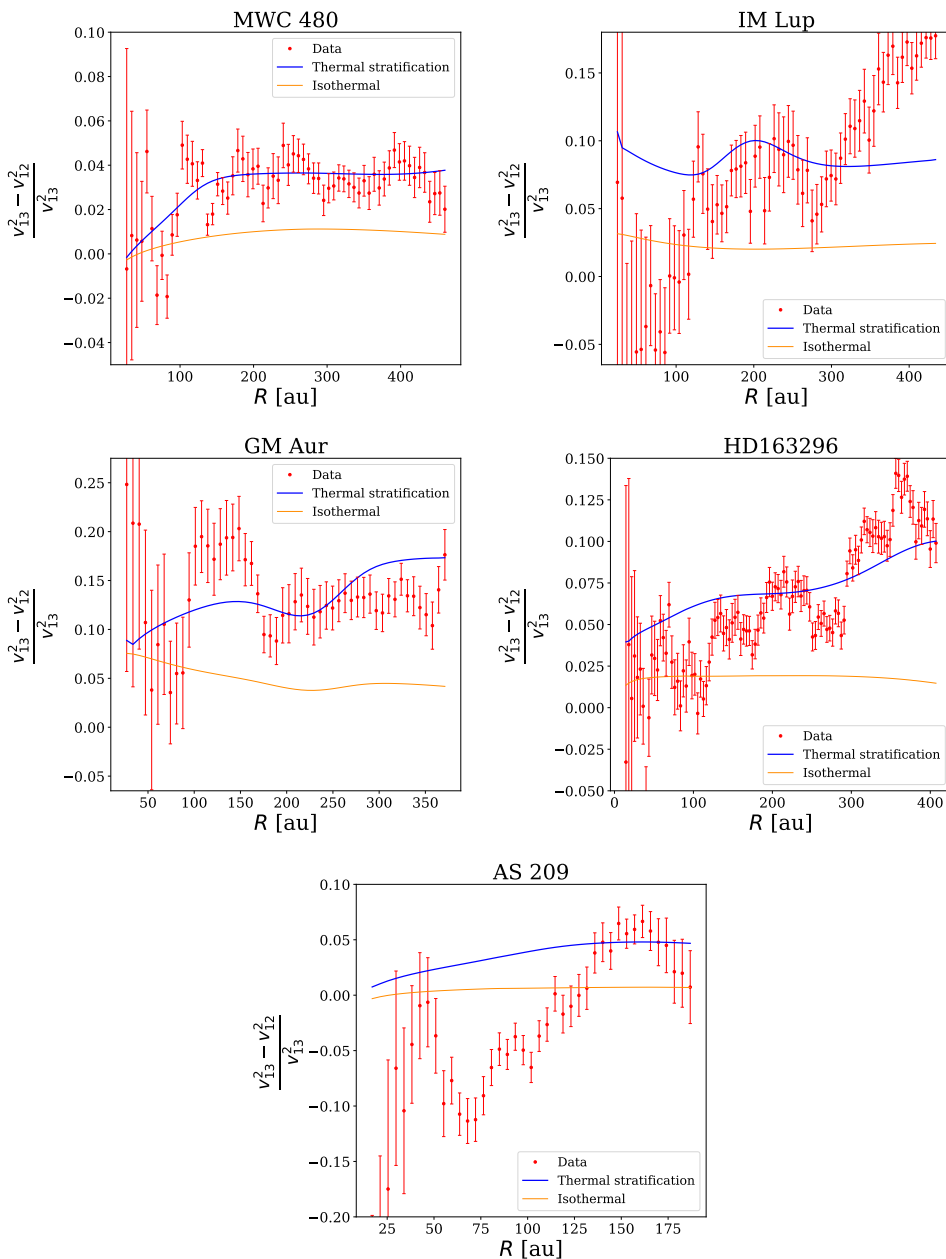 MWC 480
0.10
0.08
0.06
0.04
0.02
0.00
−0.02
−0.04
100
200
300
400
R [au]
v²₁₃ − v²₁₂
v²₁₃
Data
Thermal stratification
Isothermal
IM Lup
0.15
0.10
0.05
0.00
−0.05
100
200
300
400
R [au]
v²₁₃ − v²₁₂
v²₁₃
Data
Thermal stratification
Isothermal
GM Aur
0.25
0.20
0.15
0.10
0.05
0.00
−0.05
50
100
150
200
250
300
350
R [au]
v²₁₃ − v²₁₂
v²₁₃
Data
Thermal stratification
Isothermal
HD163296
0.150
0.125
0.100
0.075
0.050
0.025
0.000
−0.025
−0.050
0
100
200
300
400
R [au]
v²₁₃ − v²₁₂
v²₁₃
Data
Thermal stratification
Isothermal
AS 209
0.10
0.05
0.00
−0.05
−0.10
−0.15
−0.20
25
50
75
100
125
150
175
R [au]
v²₁₃ − v²₁₂
v²₁₃
Data
Thermal stratification
Isothermal